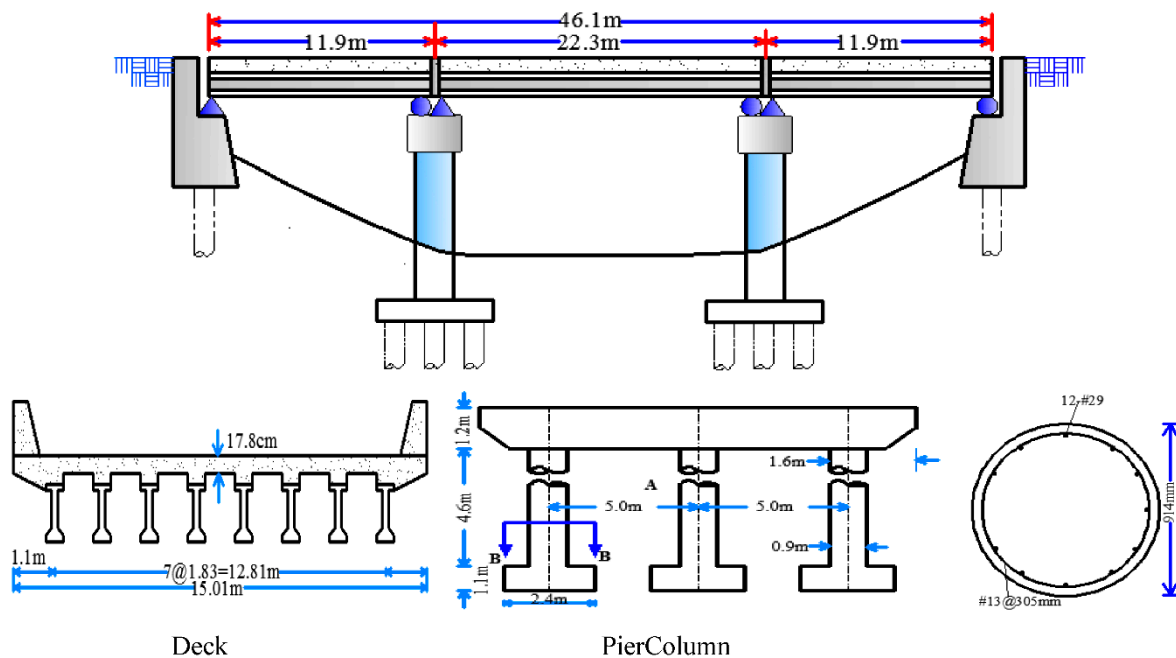 46.1m
11.9m 22.3m 11.9m
17.8cm
1.1m
7@1.83=12.81m
15.01m
Deck
1.2m
4.6m
1.1m
A
1.6m
5.0m 5.0m
0.9m
B B
2.4m
PierColumn
12-#29
914mm
#13@305mm